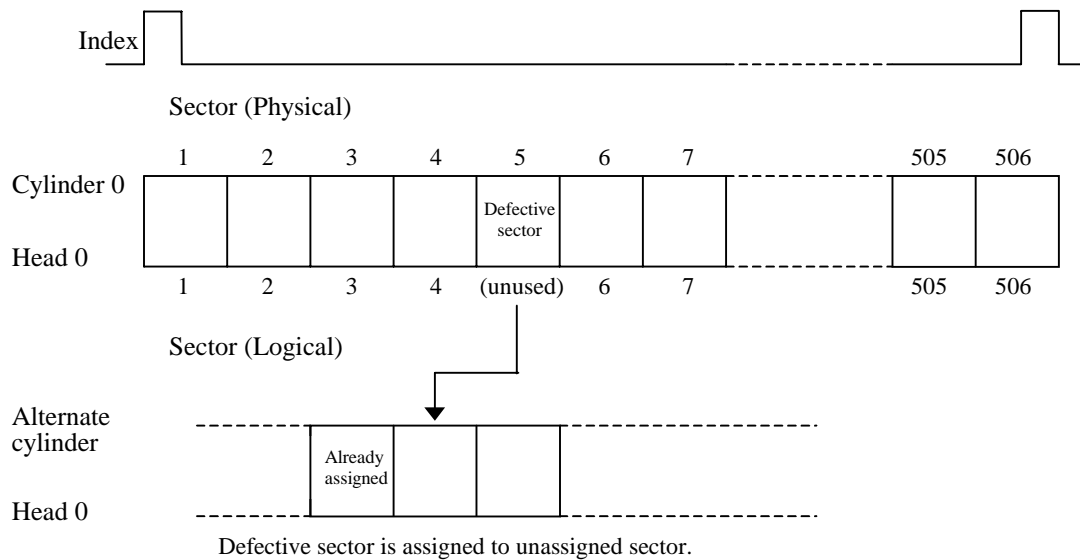 Index
Sector (Physical)
1 2 3 4 5 6 7 505 506
Cylinder 0
Defective
sector
Head 0
1 2 3 4 (unused) 6 7 505 506
Sector (Logical)
Alternate
cylinder
Already
assigned
Head 0
Defective sector is assigned to unassigned sector.